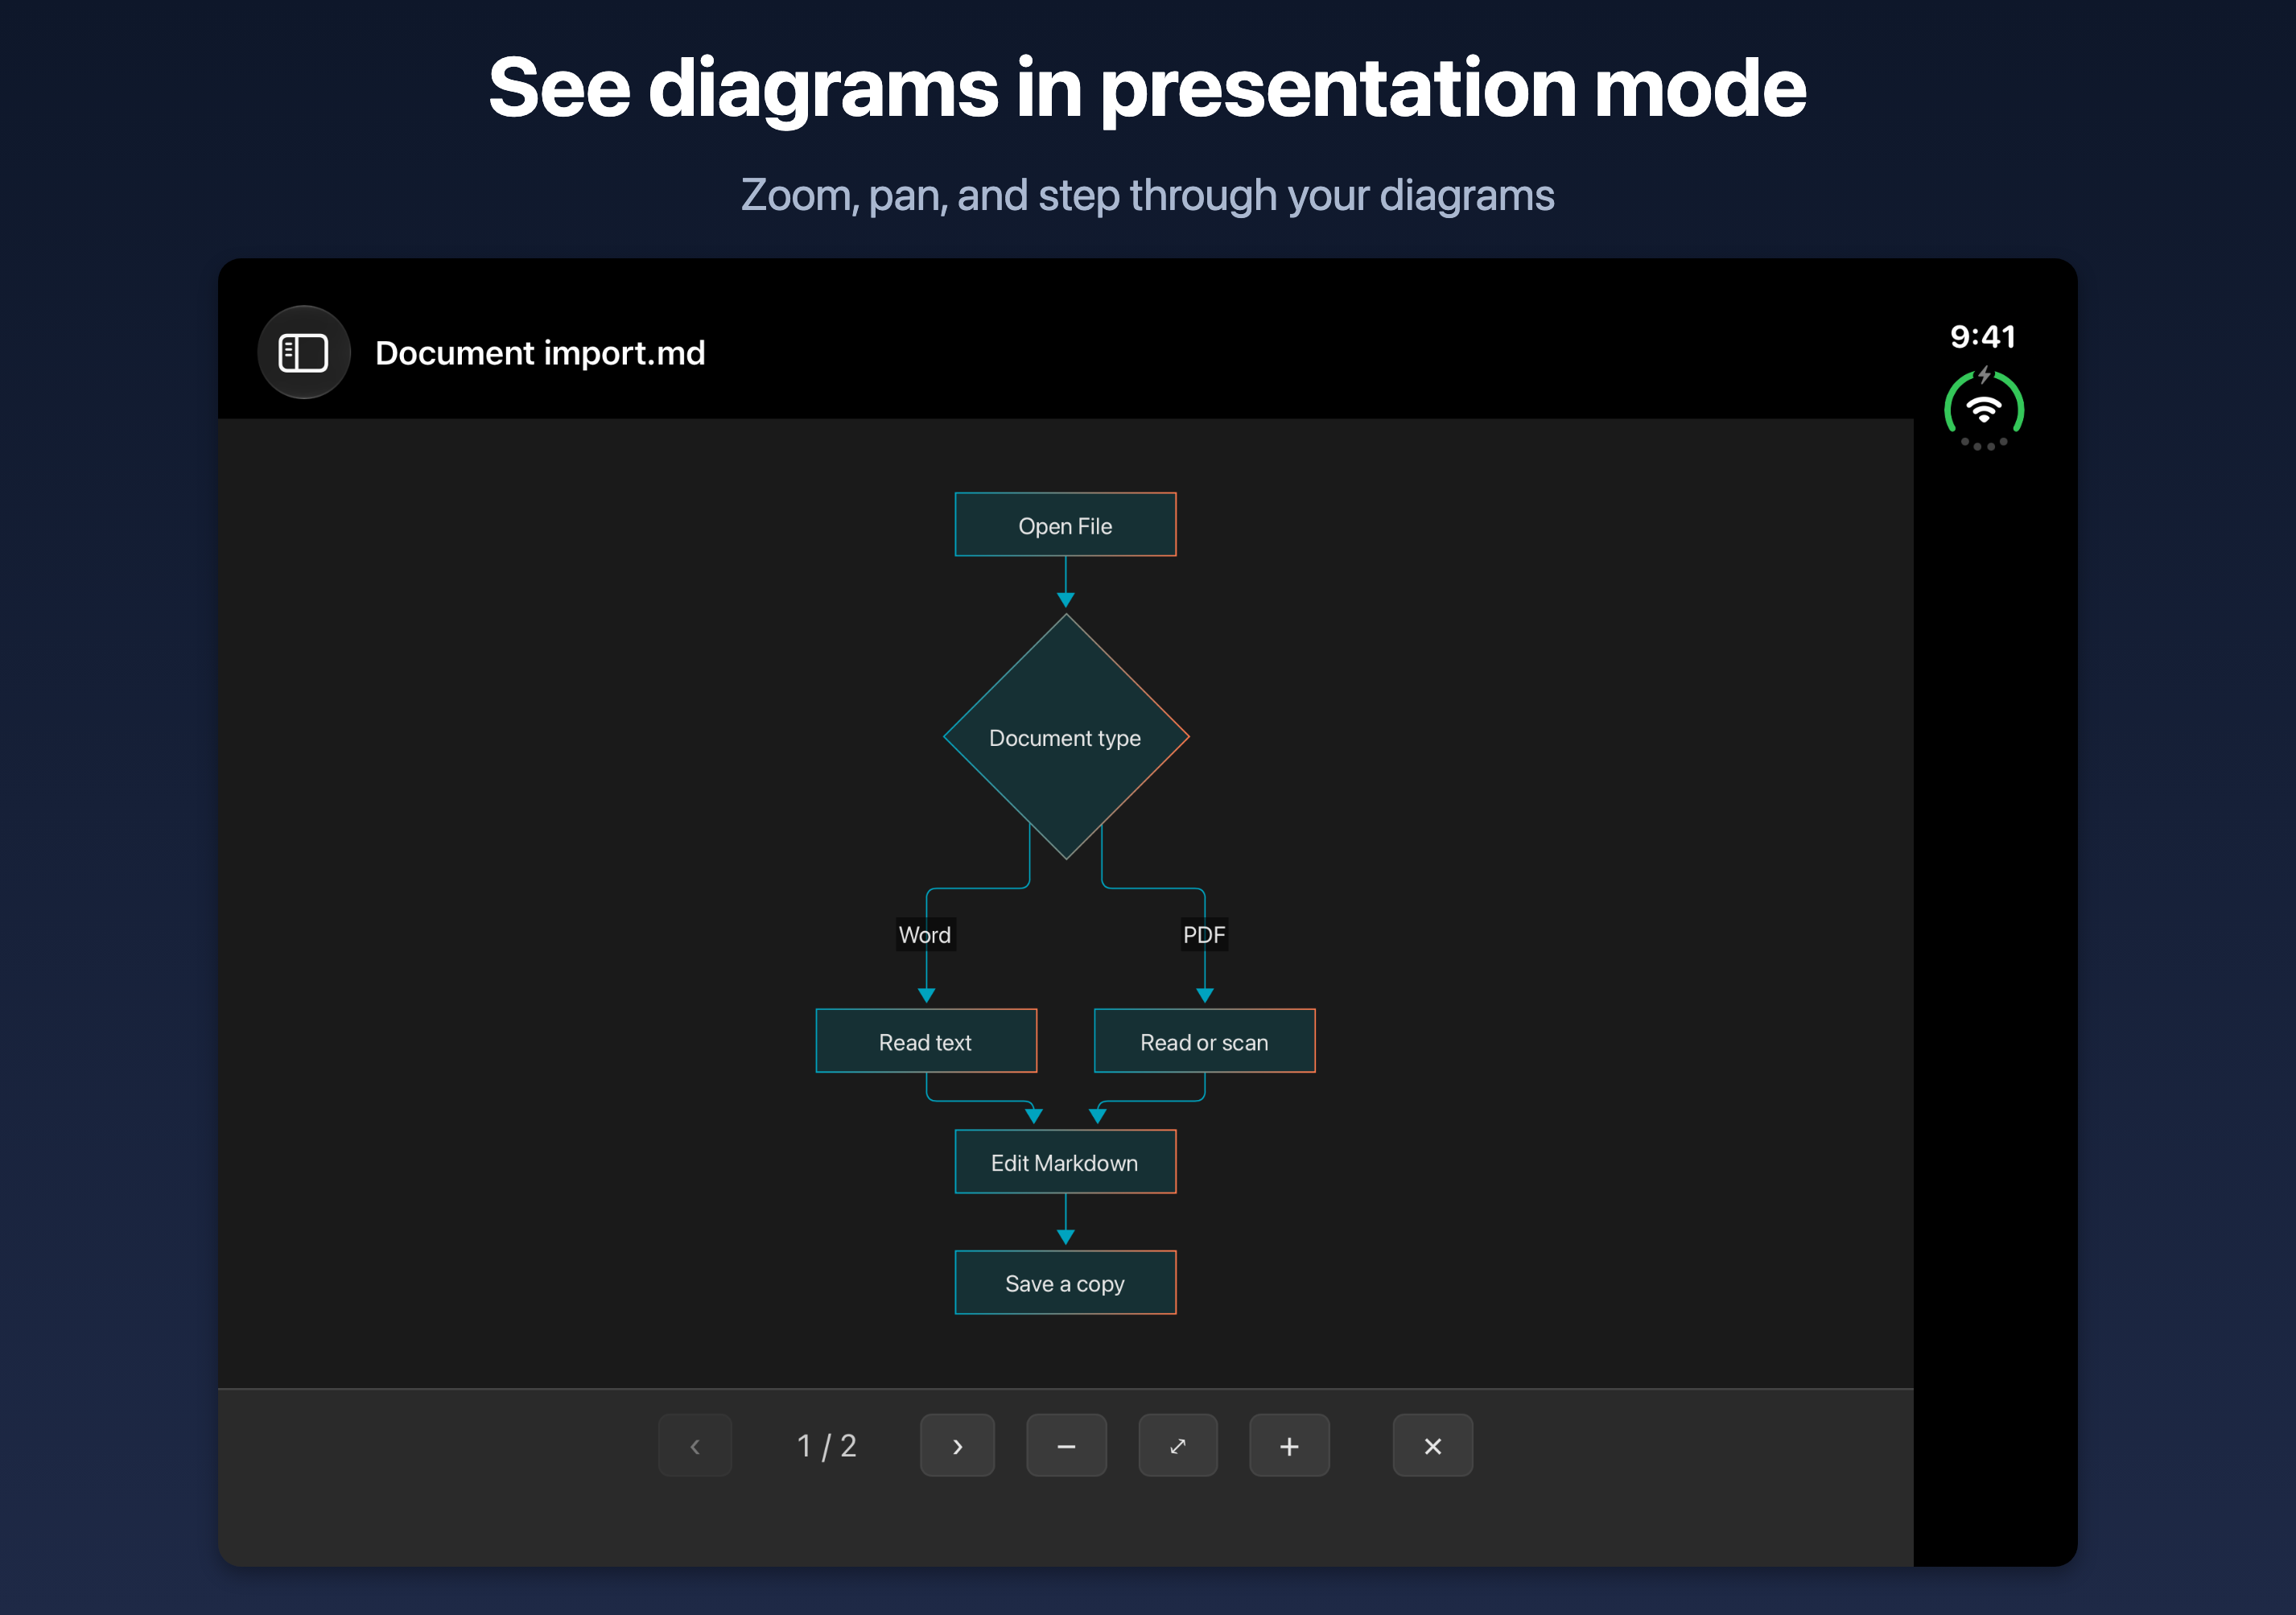 See diagrams in presentation mode
Zoom, pan, and step through your diagrams
Document import.md
9:41
Open File
Document type
Word
PDF
Read text
Read or scan
Edit Markdown
Save a copy
1 / 2